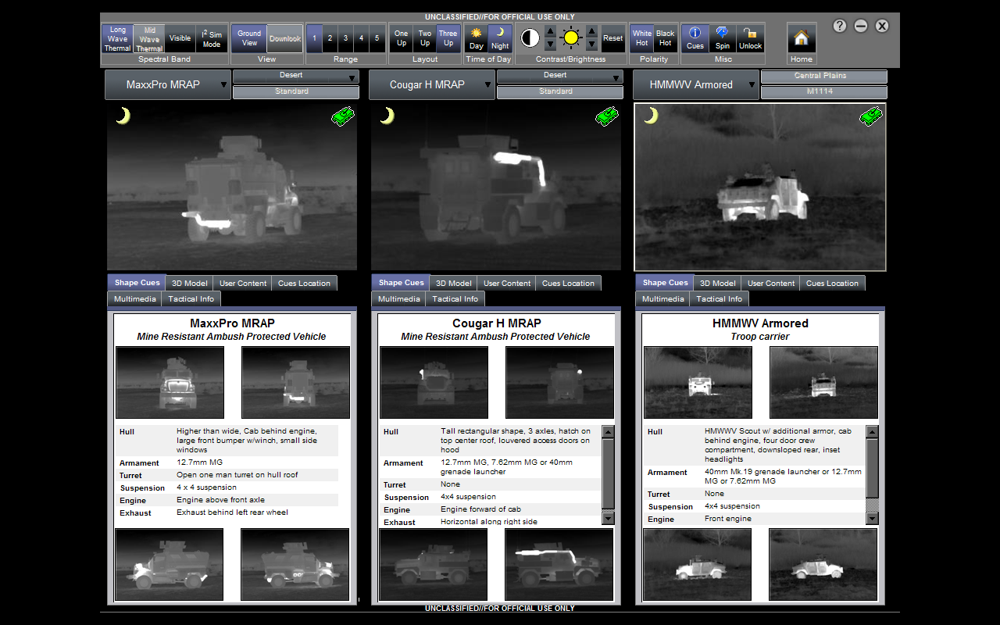 UNCLASSIFIED//FOR OFFICIAL USE ONLY
Long Wave Thermal
Mid Wave Thermal
Visible
I² Sim Mode
Spectral Band
Ground View
Downlook
View
1 2 3 4 5
Range
One Up
Two Up
Three Up
Layout
Day
Night
Time of Day
Reset
Contrast/Brightness
White Hot
Black Hot
Polarity
Cues
Spin
Unlock
Misc
Home
?
MaxxPro MRAP
Desert
Standard
Cougar H MRAP
Desert
Standard
HMMWV Armored
Central Plains
M1114
Shape Cues 3D Model User Content Cues Location
Multimedia Tactical Info
Shape Cues 3D Model User Content Cues Location
Multimedia Tactical Info
Shape Cues 3D Model User Content Cues Location
Multimedia Tactical Info
MaxxPro MRAP
Mine Resistant Ambush Protected Vehicle
Hull Higher than wide, Cab behind engine,
large front bumper w/winch, small side
windows
Armament 12.7mm MG
Turret Open one man turret on hull roof
Suspension 4 x 4 suspension
Engine Engine above front axle
Exhaust Exhaust behind left rear wheel
Cougar H MRAP
Mine Resistant Ambush Protected Vehicle
Hull Tall rectangular shape, 3 axles, hatch on
top center roof, louvered access doors on
hood
Armament 12.7mm MG, 7.62mm MG or 40mm
grenade launcher
Turret None
Suspension 4x4 suspension
Engine Engine forward of cab
Exhaust Horizontal along right side
HMMWV Armored
Troop carrier
Hull HMWWV Scout w/ additional armor, cab
behind engine, four door crew
compartment, downsloped rear, inset
headlights
Armament 40mm Mk.19 grenade launcher or 12.7mm
MG or 7.62mm MG
Turret None
Suspension 4x4 suspension
Engine Front engine
UNCLASSIFIED//FOR OFFICIAL USE ONLY